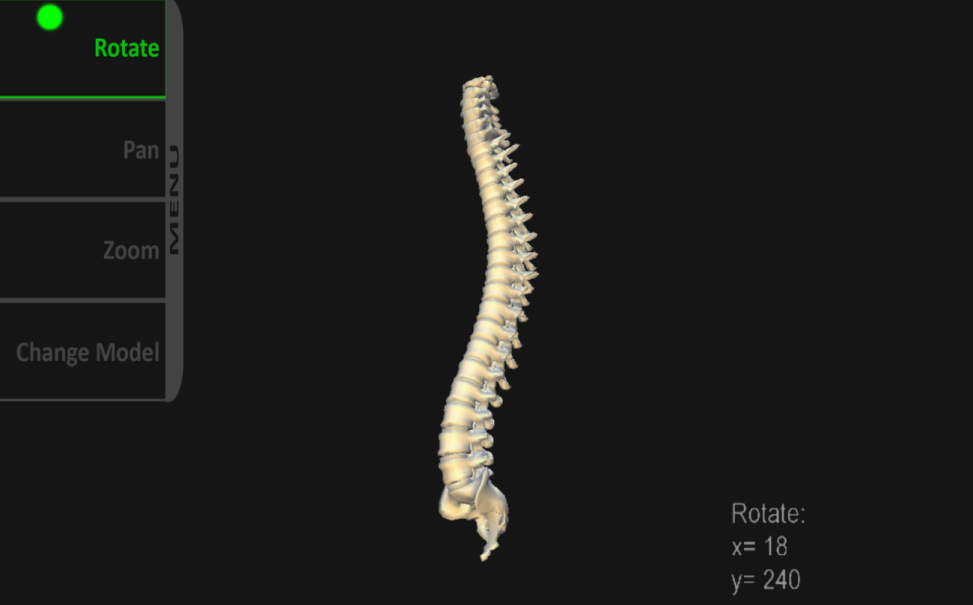 Rotate
Pan
Zoom
Change Model
MENU
Rotate:
x= 18
y= 240